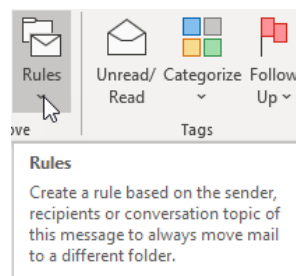 Rules
Unread/ Categorize Follow
Read
Up
ove
Tags
Rules
Create a rule based on the sender,
recipients or conversation topic of
this message to always move mail
to a different folder.